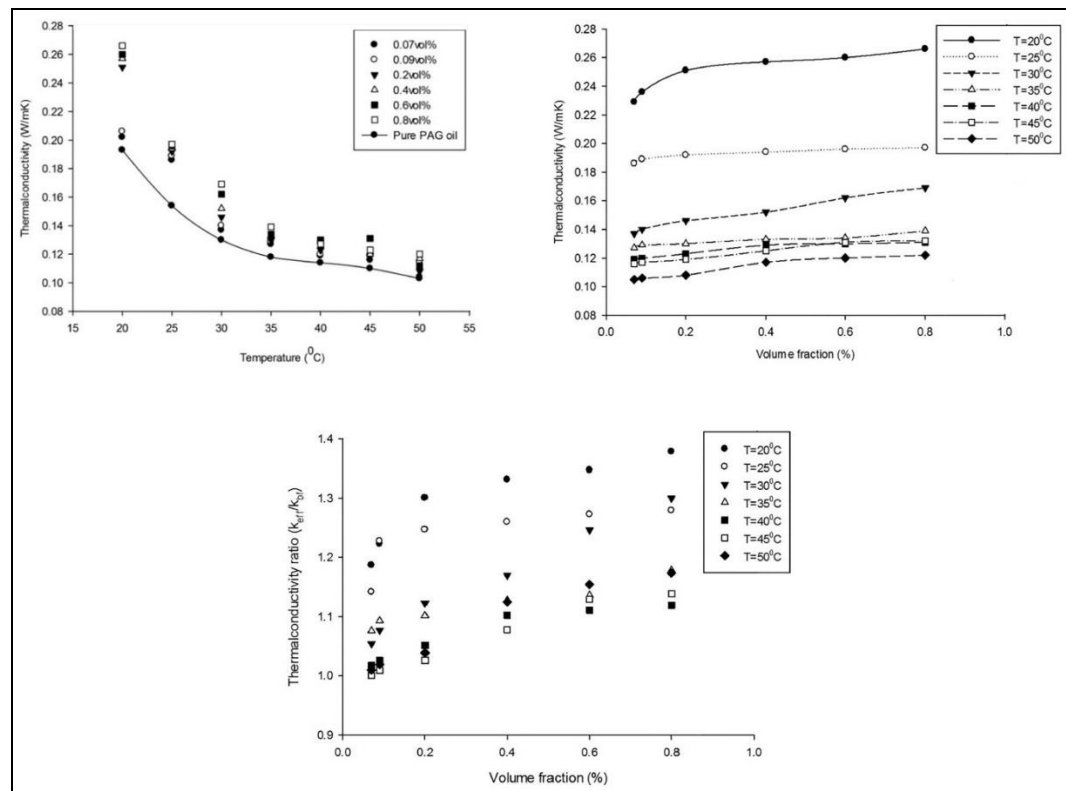 0.28
0.26
0.24
0.22
0.20
0.18
0.16
0.14
0.12
0.10
0.08
Thermalconductivity (W/mK)
15 20 25 30 35 40 45 50 55
Temperature (⁰C)
0.07vol%
0.09vol%
0.2vol%
0.4vol%
0.6vol%
0.8vol%
Pure PAG oil
0.28
0.26
0.24
0.22
0.20
0.18
0.16
0.14
0.12
0.10
0.08
Thermalconductivity (W/mK)
0.0 0.2 0.4 0.6 0.8 1.0
Volume fraction (%)
T=20⁰C
T=25⁰C
T=30⁰C
T=35⁰C
T=40⁰C
T=45⁰C
T=50⁰C
1.4
1.3
1.2
1.1
1.0
0.9
Thermalconductivity ratio (k_eff/k_bf)
0.0 0.2 0.4 0.6 0.8 1.0
Volume fraction (%)
T=20⁰C
T=25⁰C
T=30⁰C
T=35⁰C
T=40⁰C
T=45⁰C
T=50⁰C